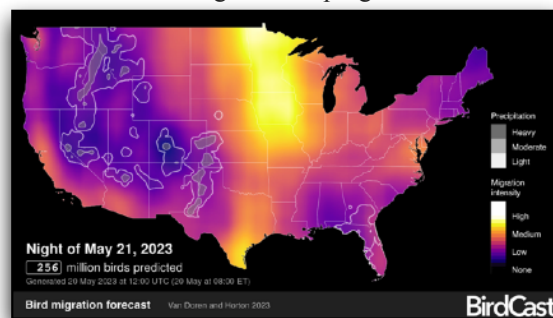 Precipitation
Heavy
Moderate
Light
Migration
intensity
High
Medium
Low
None
Night of May 21, 2023
256 million birds predicted
Generated 20 May 2023 at 12:00 UTC (20 May at 08:00 ET)
Bird migration forecast Van Doren and Horton 2023
BirdCast